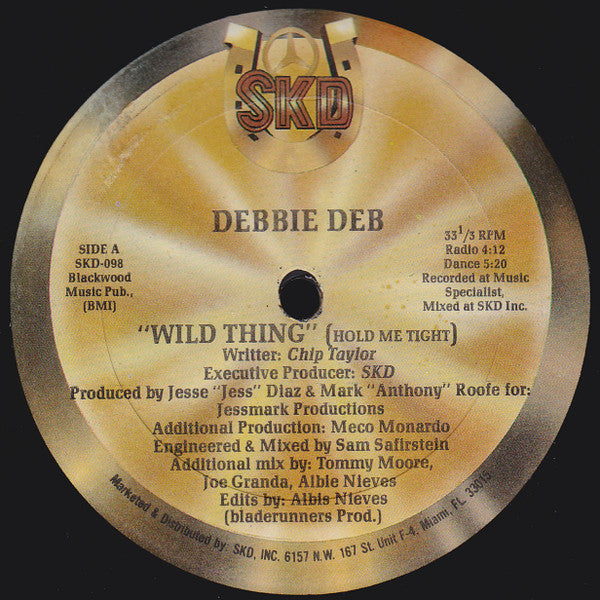 SKD
DEBBIE DEB
SIDE A
SKD-098
Blackwood
Music Pub.,
(BMI)
33 1/3 RPM
Radio 4:12
Dance 5:20
Recorded at Music
Specialist,
Mixed at SKD Inc.
"WILD THING" (HOLD ME TIGHT)
Writter: Chip Taylor
Executive Producer: SKD
Produced by Jesse "Jess" Diaz & Mark "Anthony" Roofe for:
Jessmark Productions
Additional Production: Meco Monardo
Engineered & Mixed by Sam Safirstein
Additional mix by: Tommy Moore,
Joe Granda, Albie Nieves
Edits by: Albis Nieves
(bladerunners Prod.)
Marketed & Distributed by: SKD, INC. 6157 N.W. 167 St. Unit F-4, Miami, FL 33015